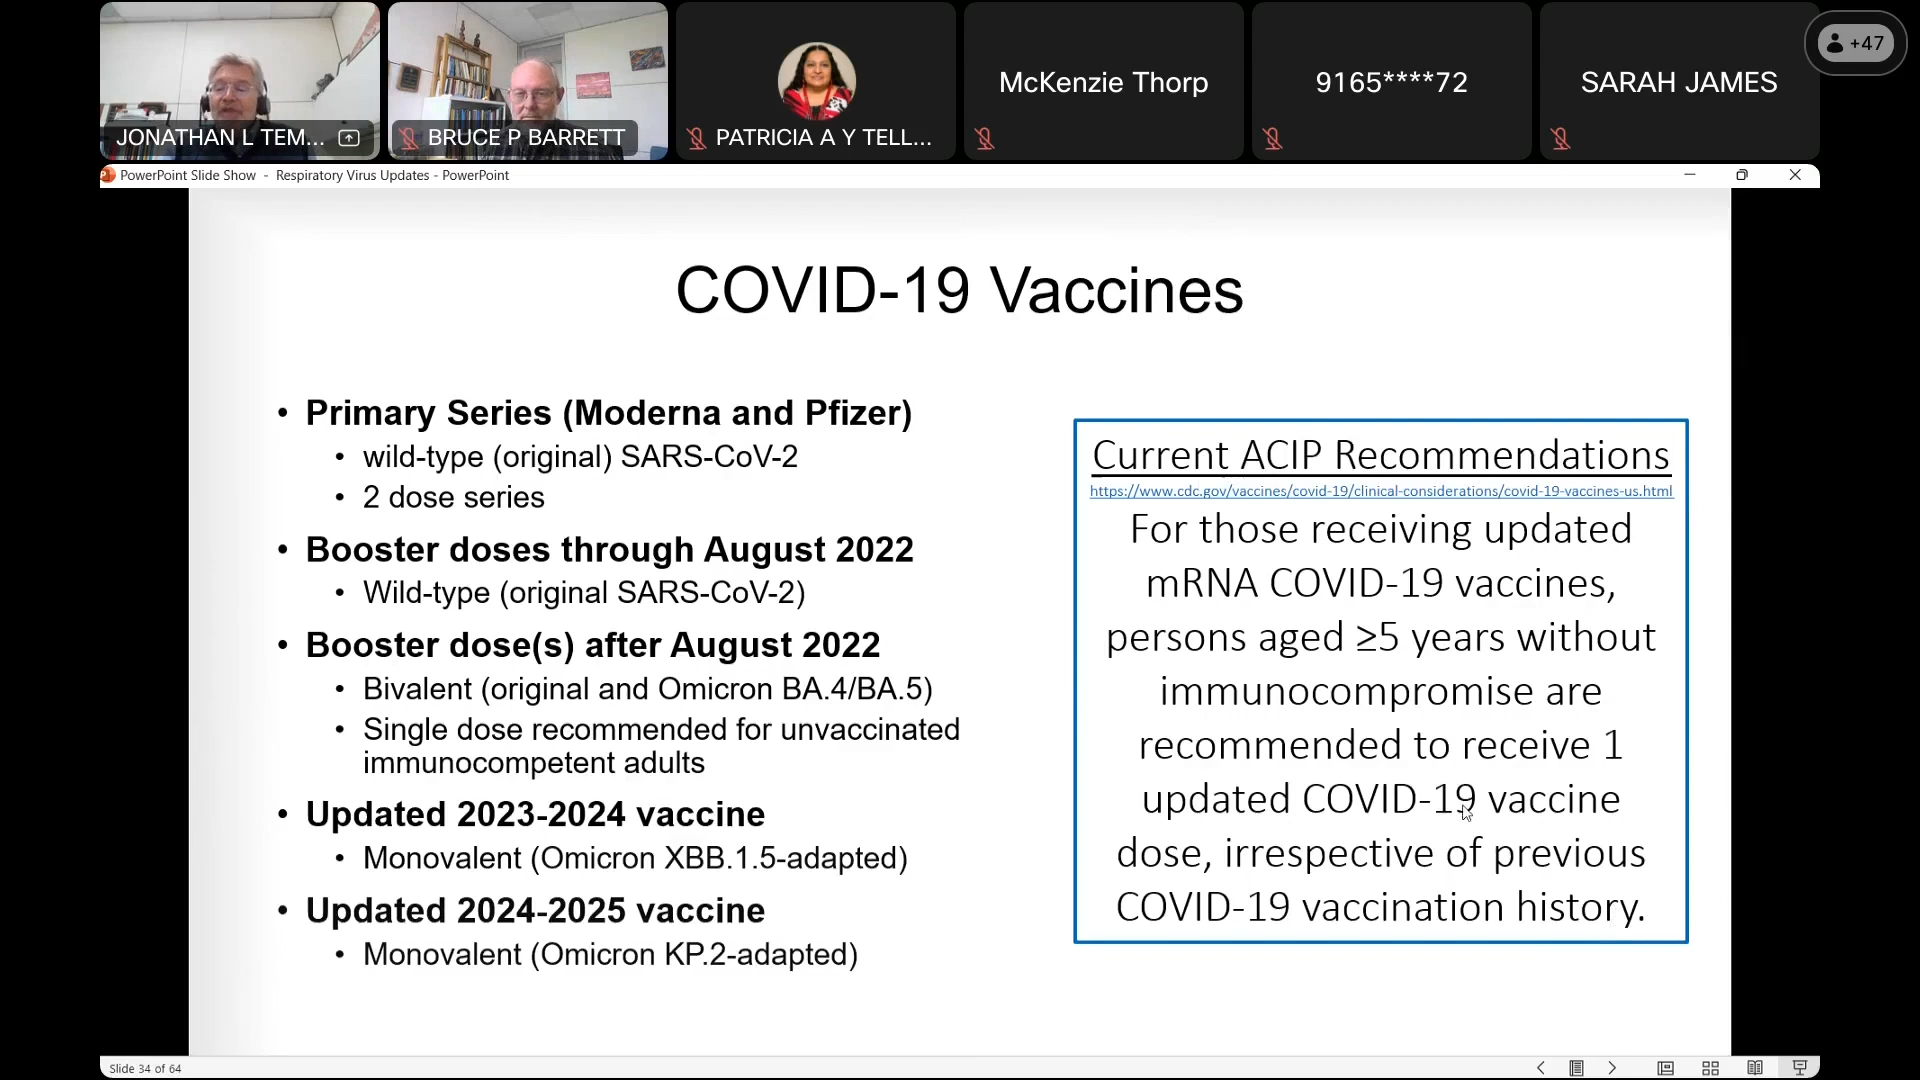 JONATHAN L TEM...
BRUCE P BARRETT
PATRICIA A Y TELL...
McKenzie Thorp
9165****72
SARAH JAMES
+47
PowerPoint Slide Show - Respiratory Virus Updates - PowerPoint
COVID-19 Vaccines
• Primary Series (Moderna and Pfizer)
• wild-type (original) SARS-CoV-2
• 2 dose series
• Booster doses through August 2022
• Wild-type (original SARS-CoV-2)
• Booster dose(s) after August 2022
• Bivalent (original and Omicron BA.4/BA.5)
• Single dose recommended for unvaccinated
immunocompetent adults
• Updated 2023-2024 vaccine
• Monovalent (Omicron XBB.1.5-adapted)
• Updated 2024-2025 vaccine
• Monovalent (Omicron KP.2-adapted)
Current ACIP Recommendations
https://www.cdc.gov/vaccines/covid-19/clinical-considerations/covid-19-vaccines-us.html
For those receiving updated
mRNA COVID-19 vaccines,
persons aged ≥5 years without
immunocompromise are
recommended to receive 1
updated COVID-19 vaccine
dose, irrespective of previous
COVID-19 vaccination history.
Slide 34 of 64